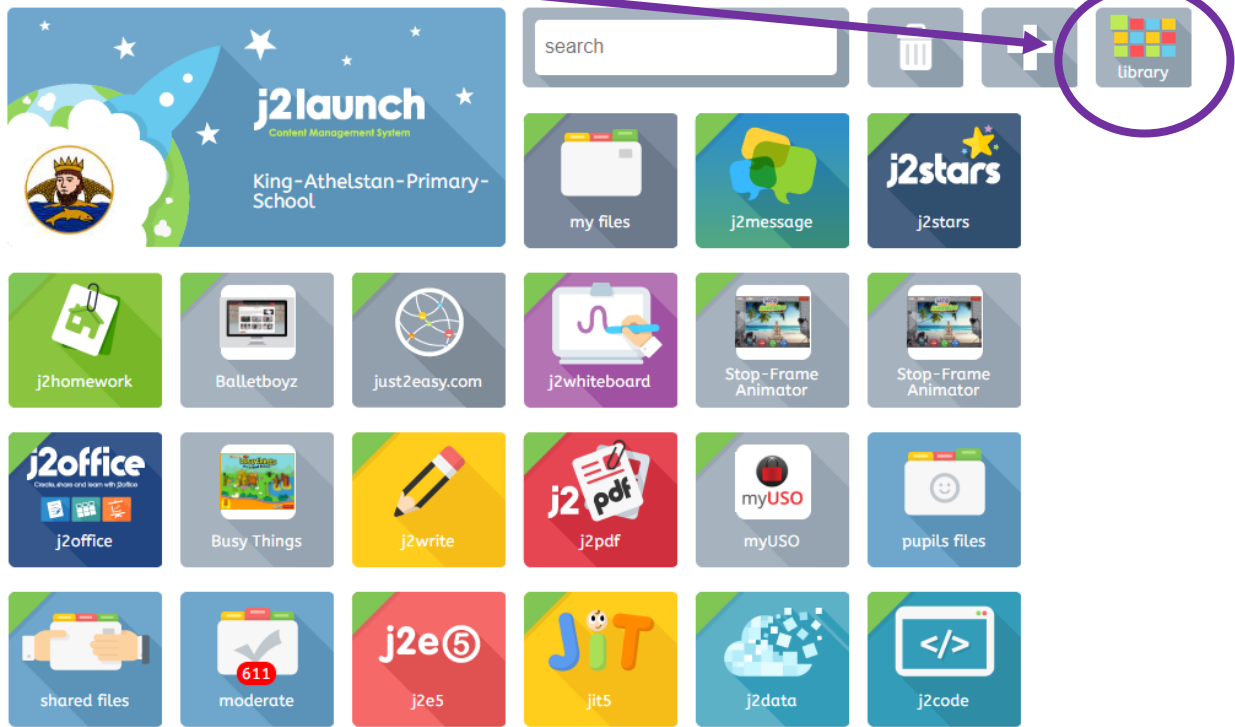 search
library
j2launch
Content Management System
King-Athelstan-Primary-
School
my files
j2message
j2stars
j2stars
j2homework
Balletboyz
just2easy.com
j2whiteboard
Stop-Frame
Animator
Stop-Frame
Animator
j2office
Create, share and learn with j2office
j2office
Busy Things
j2write
j2
pdf
j2pdf
myUSO
myUSO
pupils files
shared files
611
moderate
j2e5
j2e5
JiT
jit5
j2data
</>
j2code